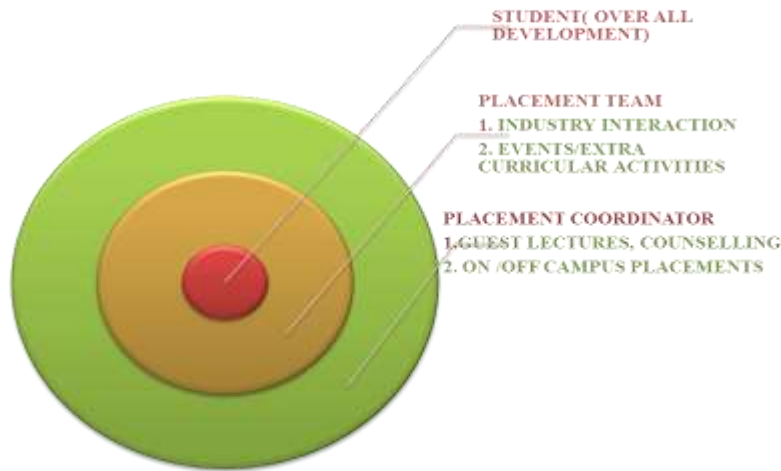 STUDENT( OVER ALL
DEVELOPMENT)
PLACEMENT TEAM
1. INDUSTRY INTERACTION
2. EVENTS/EXTRA
CURRICULAR ACTIVITIES
PLACEMENT COORDINATOR
1.GUEST LECTURES, COUNSELLING
2. ON /OFF CAMPUS PLACEMENTS